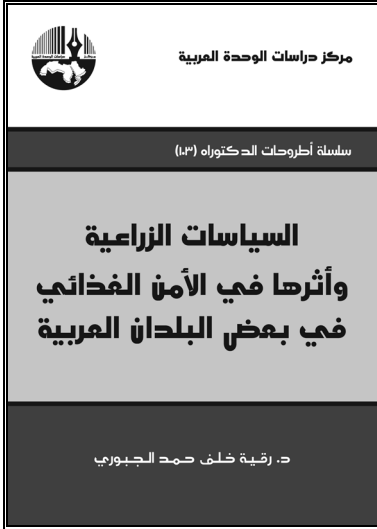 مركز دراسات الوحدة العربية
سلسلة أطروحات الدكتوراه (١٠٣)
السياسات الزراعية
وأثرها في الأمن الغذائي
في بعض البلدان العربية
د. رقية خلف حمد الجبوري